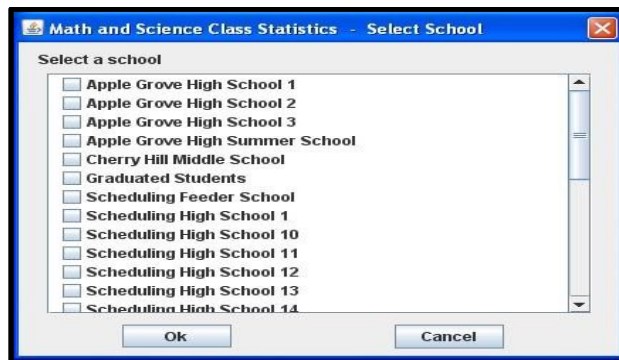 Math and Science Class Statistics - Select School
Select a school
Apple Grove High School 1
Apple Grove High School 2
Apple Grove High School 3
Apple Grove High Summer School
Cherry Hill Middle School
Graduated Students
Scheduling Feeder School
Scheduling High School 1
Scheduling High School 10
Scheduling High School 11
Scheduling High School 12
Scheduling High School 13
Scheduling High School 14
Ok Cancel